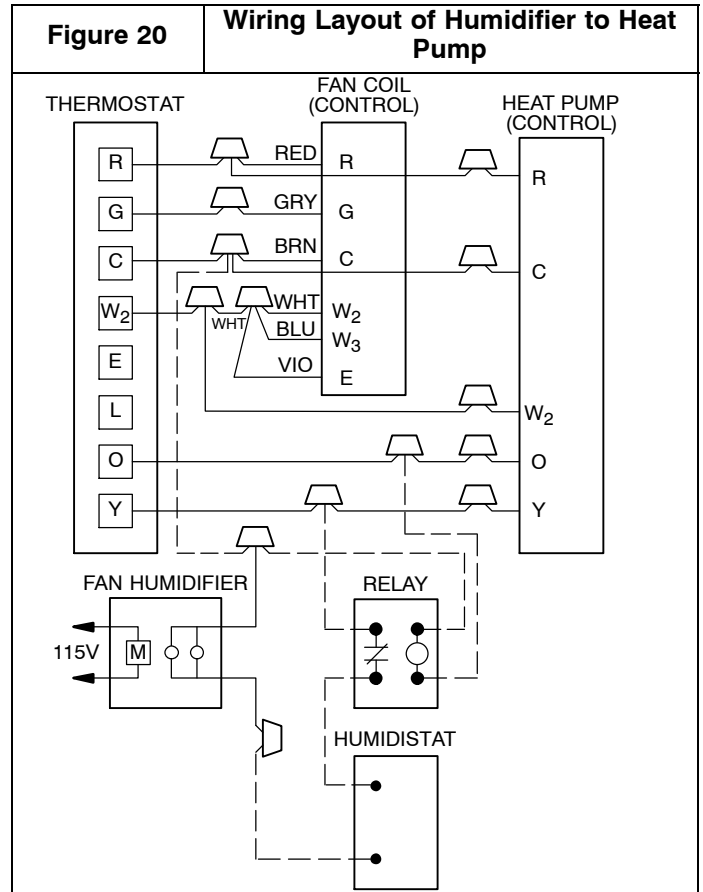 Figure 20
Wiring Layout of Humidifier to Heat
Pump
THERMOSTAT
FAN COIL
(CONTROL)
HEAT PUMP
(CONTROL)
R
RED
R
R
G
GRY
G
C
BRN
C
C
W2
WHT
WHT
W2
BLU
W3
E
VIO
E
L
W2
O
O
Y
Y
FAN HUMIDIFIER
RELAY
115V
M
HUMIDISTAT